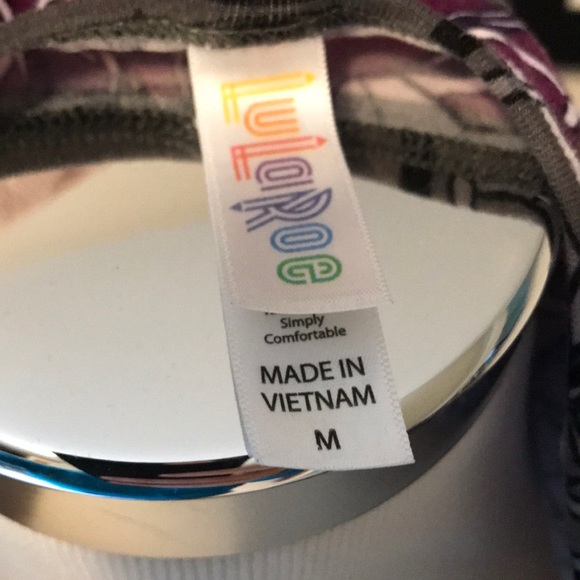 LuLaRoe
Simply
Comfortable
MADE IN
VIETNAM
M